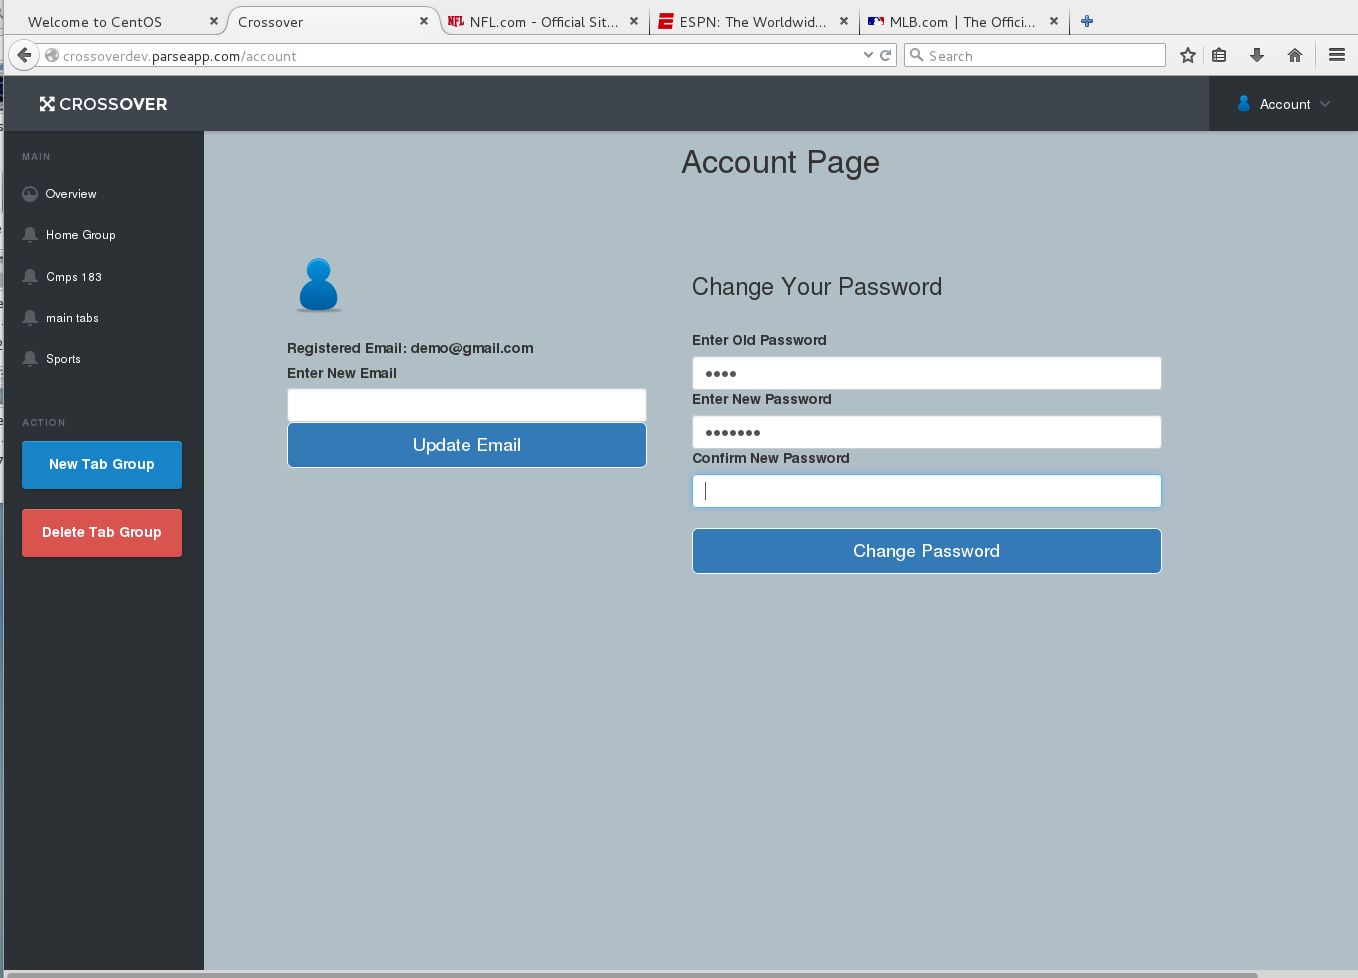 Welcome to CentOS
Crossover
NFL.com - Official Sit...
ESPN: The Worldwid...
MLB.com | The Offici...
crossoverdev.parseapp.com/account
Search
CROSSOVER
Account
MAIN
Overview
Home Group
Cmps 183
main tabs
Sports
ACTION
New Tab Group
Delete Tab Group
Account Page
Registered Email: demo@gmail.com
Enter New Email
Update Email
Change Your Password
Enter Old Password
••••
Enter New Password
•••••••
Confirm New Password
Change Password